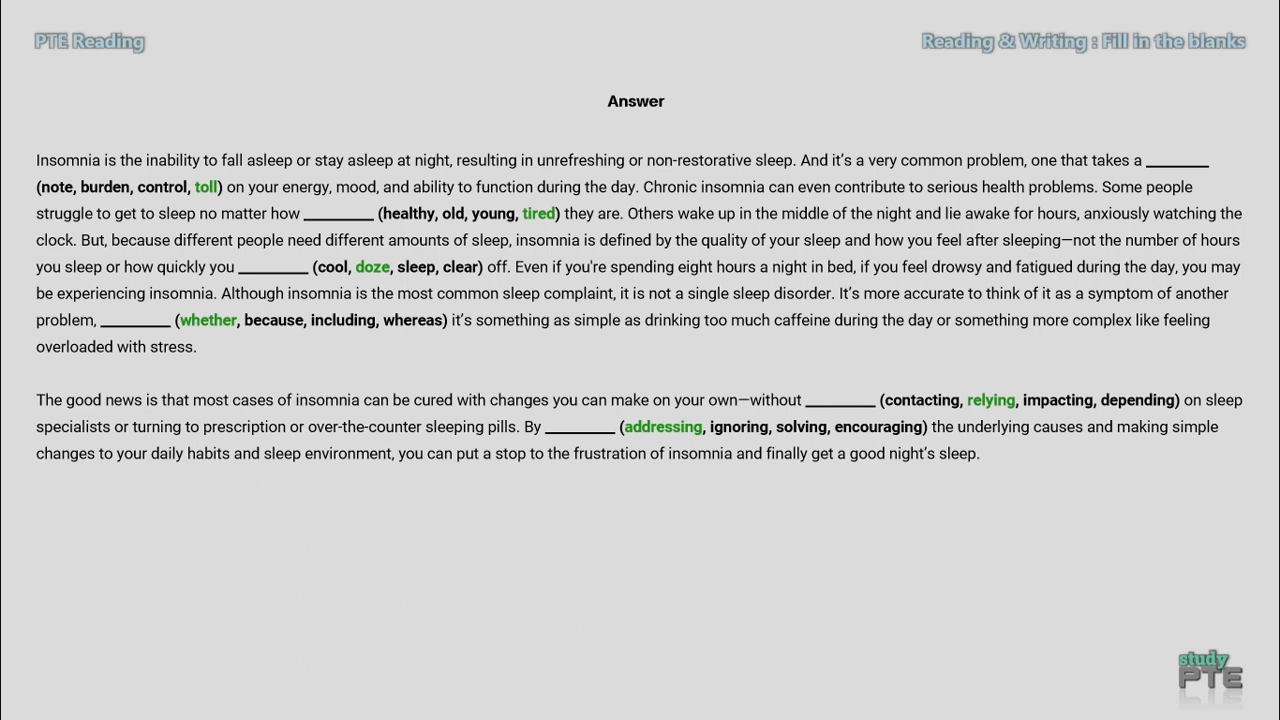 PTE Reading
Reading & Writing : Fill in the blanks
Answer
Insomnia is the inability to fall asleep or stay asleep at night, resulting in unrefreshing or non-restorative sleep. And it’s a very common problem, one that takes a ________
(note, burden, control, toll) on your energy, mood, and ability to function during the day. Chronic insomnia can even contribute to serious health problems. Some people
struggle to get to sleep no matter how ________ (healthy, old, young, tired) they are. Others wake up in the middle of the night and lie awake for hours, anxiously watching the
clock. But, because different people need different amounts of sleep, insomnia is defined by the quality of your sleep and how you feel after sleeping—not the number of hours
you sleep or how quickly you ________ (cool, doze, sleep, clear) off. Even if you're spending eight hours a night in bed, if you feel drowsy and fatigued during the day, you may
be experiencing insomnia. Although insomnia is the most common sleep complaint, it is not a single sleep disorder. It’s more accurate to think of it as a symptom of another
problem, ________ (whether, because, including, whereas) it’s something as simple as drinking too much caffeine during the day or something more complex like feeling
overloaded with stress.
The good news is that most cases of insomnia can be cured with changes you can make on your own—without ________ (contacting, relying, impacting, depending) on sleep
specialists or turning to prescription or over-the-counter sleeping pills. By ________ (addressing, ignoring, solving, encouraging) the underlying causes and making simple
changes to your daily habits and sleep environment, you can put a stop to the frustration of insomnia and finally get a good night’s sleep.
study
PTE